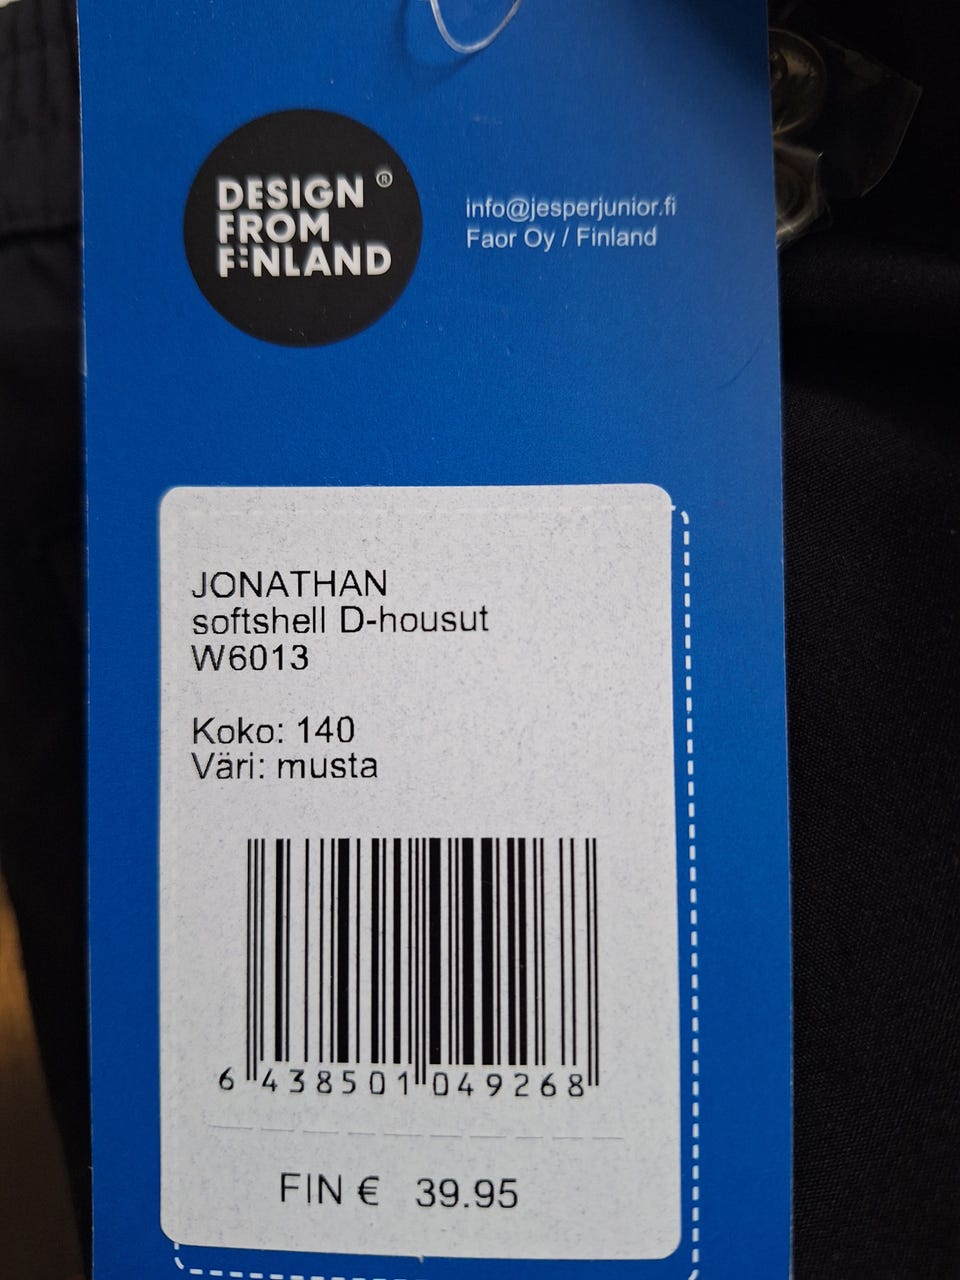 DESIGN ®
FROM
FINLAND
info@jesperjunior.fi
Faor Oy / Finland
JONATHAN
softshell D-housut
W6013
Koko: 140
Väri: musta
6 438501 049268
FIN € 39.95